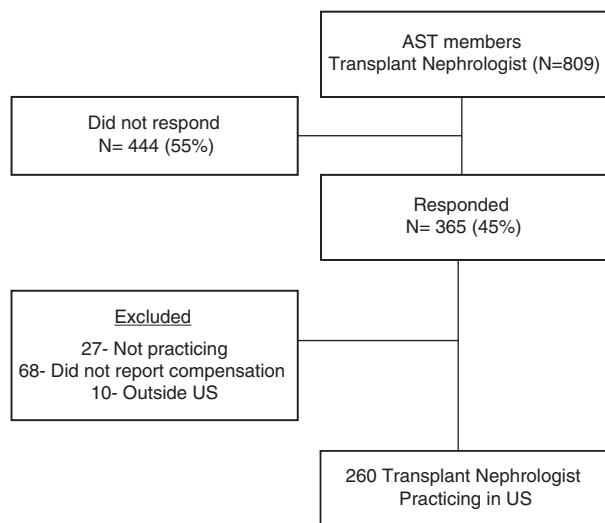 AST members
Transplant Nephrologist (N=809)
Did not respond
N= 444 (55%)
Responded
N= 365 (45%)
Excluded
27- Not practicing
68- Did not report compensation
10- Outside US
260 Transplant Nephrologist
Practicing in US